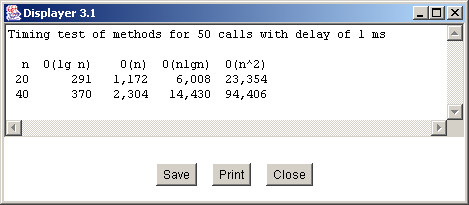 Displayer 3.1
Timing test of methods for 50 calls with delay of 1 ms
n O(lg n) O(n) O(nlgn) O(n^2)
20 291 1,172 6,008 23,354
40 370 2,304 14,430 94,406
Save Print Close